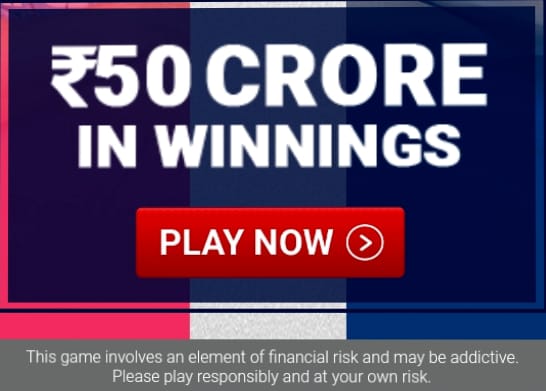 ₹50 CRORE
IN WINNINGS
PLAY NOW
This game involves an element of financial risk and may be addictive.
Please play responsibly and at your own risk.